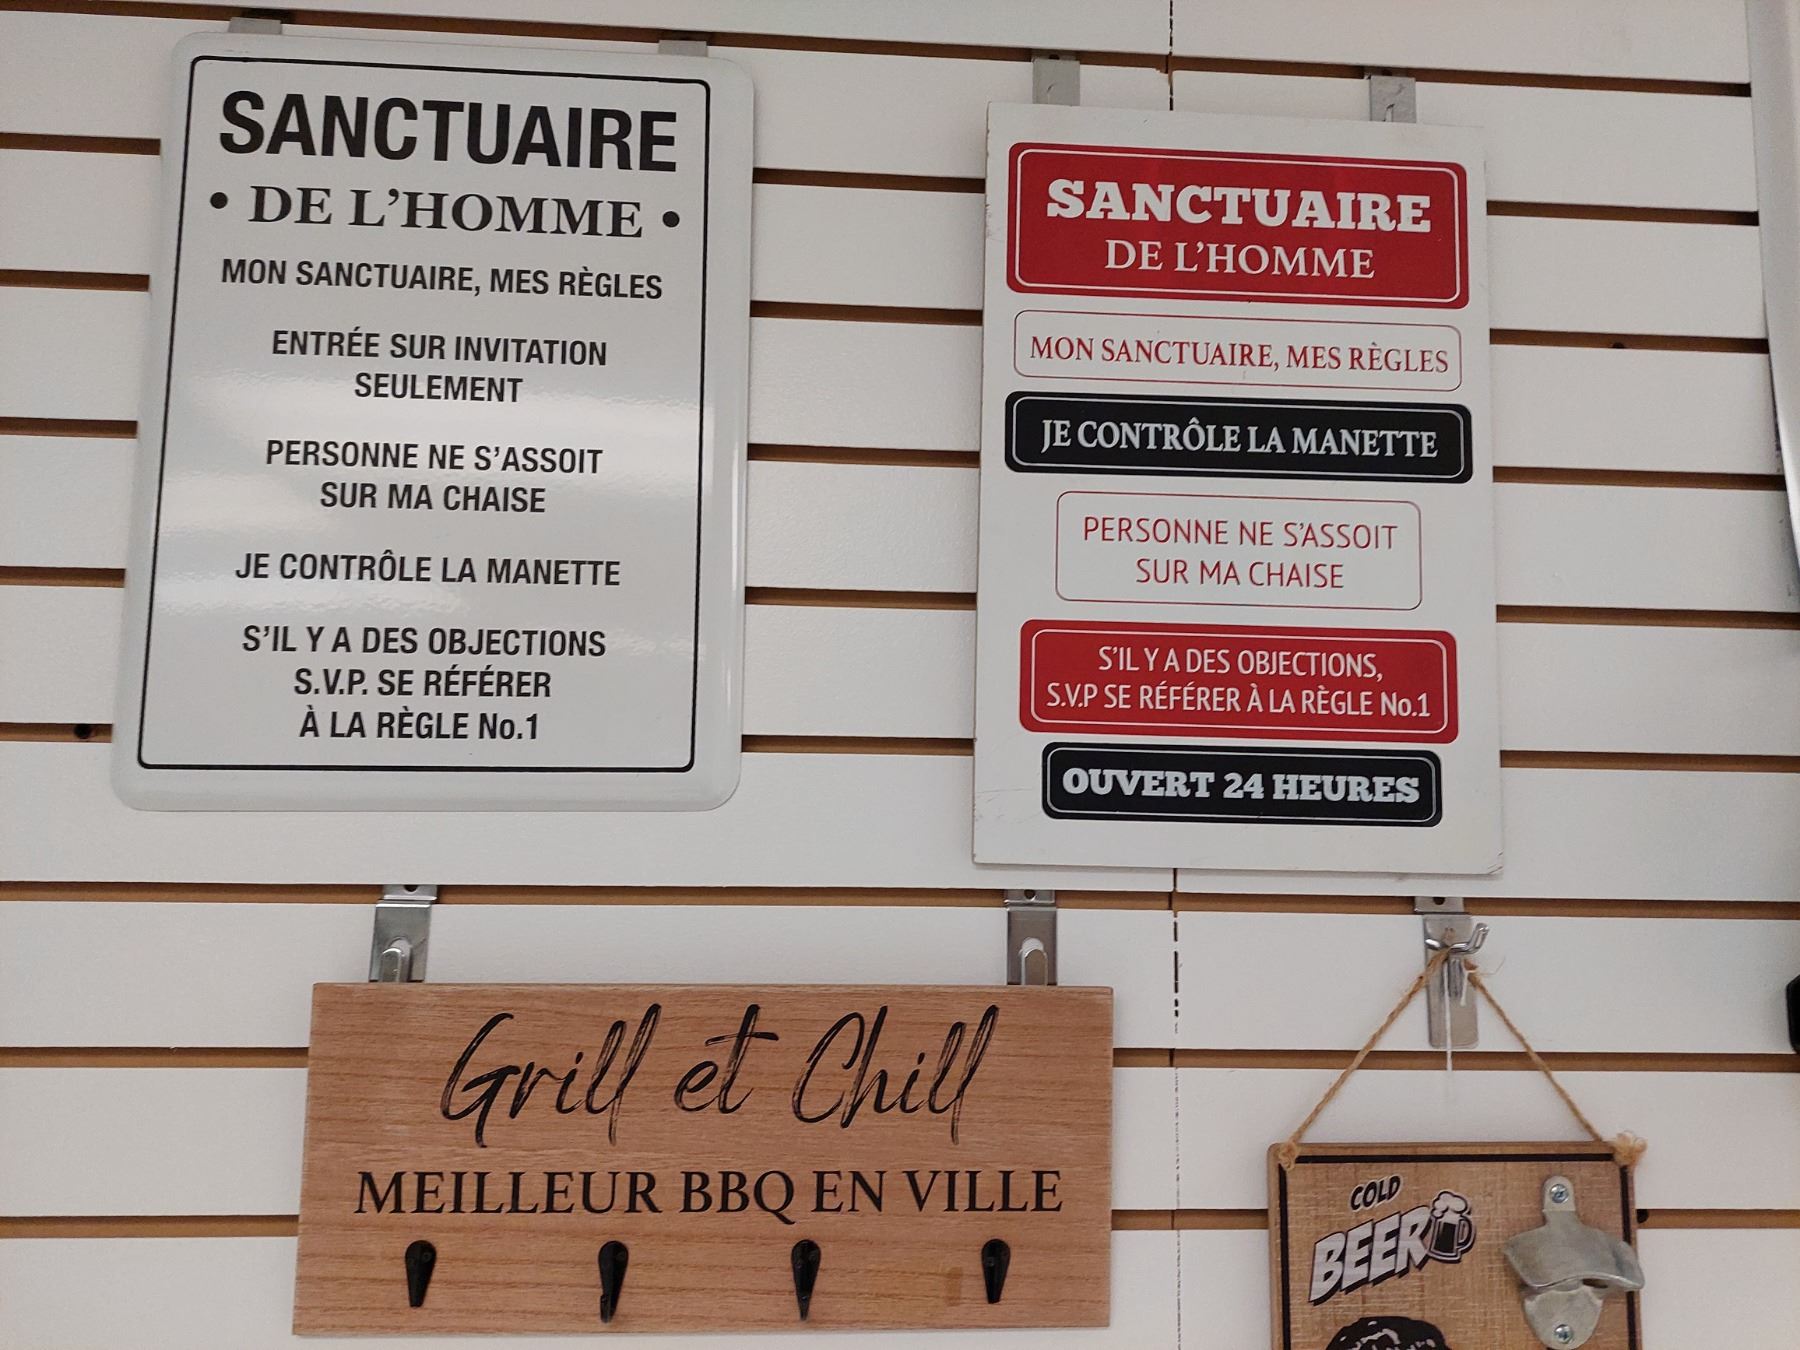 SANCTUAIRE
• DE L'HOMME •
MON SANCTUAIRE, MES RÈGLES
ENTRÉE SUR INVITATION
SEULEMENT
PERSONNE NE S'ASSOIT
SUR MA CHAISE
JE CONTRÔLE LA MANETTE
S'IL Y A DES OBJECTIONS
S.V.P. SE RÉFÉRER
À LA RÈGLE No.1
SANCTUAIRE
DE L'HOMME
MON SANCTUAIRE, MES RÈGLES
JE CONTRÔLE LA MANETTE
PERSONNE NE S'ASSOIT
SUR MA CHAISE
S'IL Y A DES OBJECTIONS,
S.V.P SE RÉFÉRER À LA RÈGLE No.1
OUVERT 24 HEURES
Grill et Chill
MEILLEUR BBQ EN VILLE
COLD
BEER